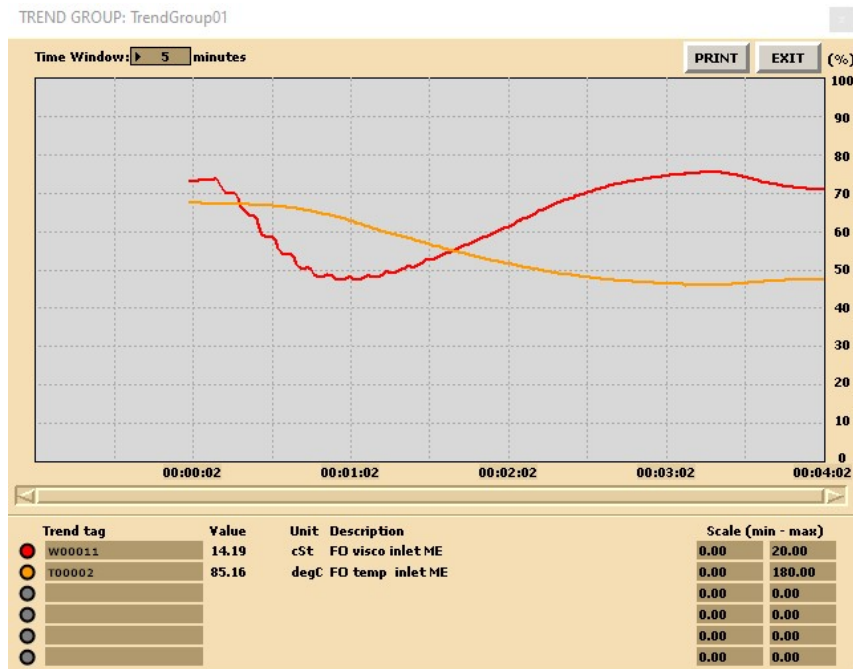 TREND GROUP: TrendGroup01
Time Window: 5 minutes PRINT EXIT (%)
100
90
80
70
60
50
40
30
20
10
0
00:00:02 00:01:02 00:02:02 00:03:02 00:04:02
Trend tag Value Unit Description Scale (min - max)
W00011 14.19 cSt FO visco inlet ME 0.00 20.00
T00002 85.16 degC FO temp inlet ME 0.00 180.00
0.00 0.00
0.00 0.00
0.00 0.00
0.00 0.00